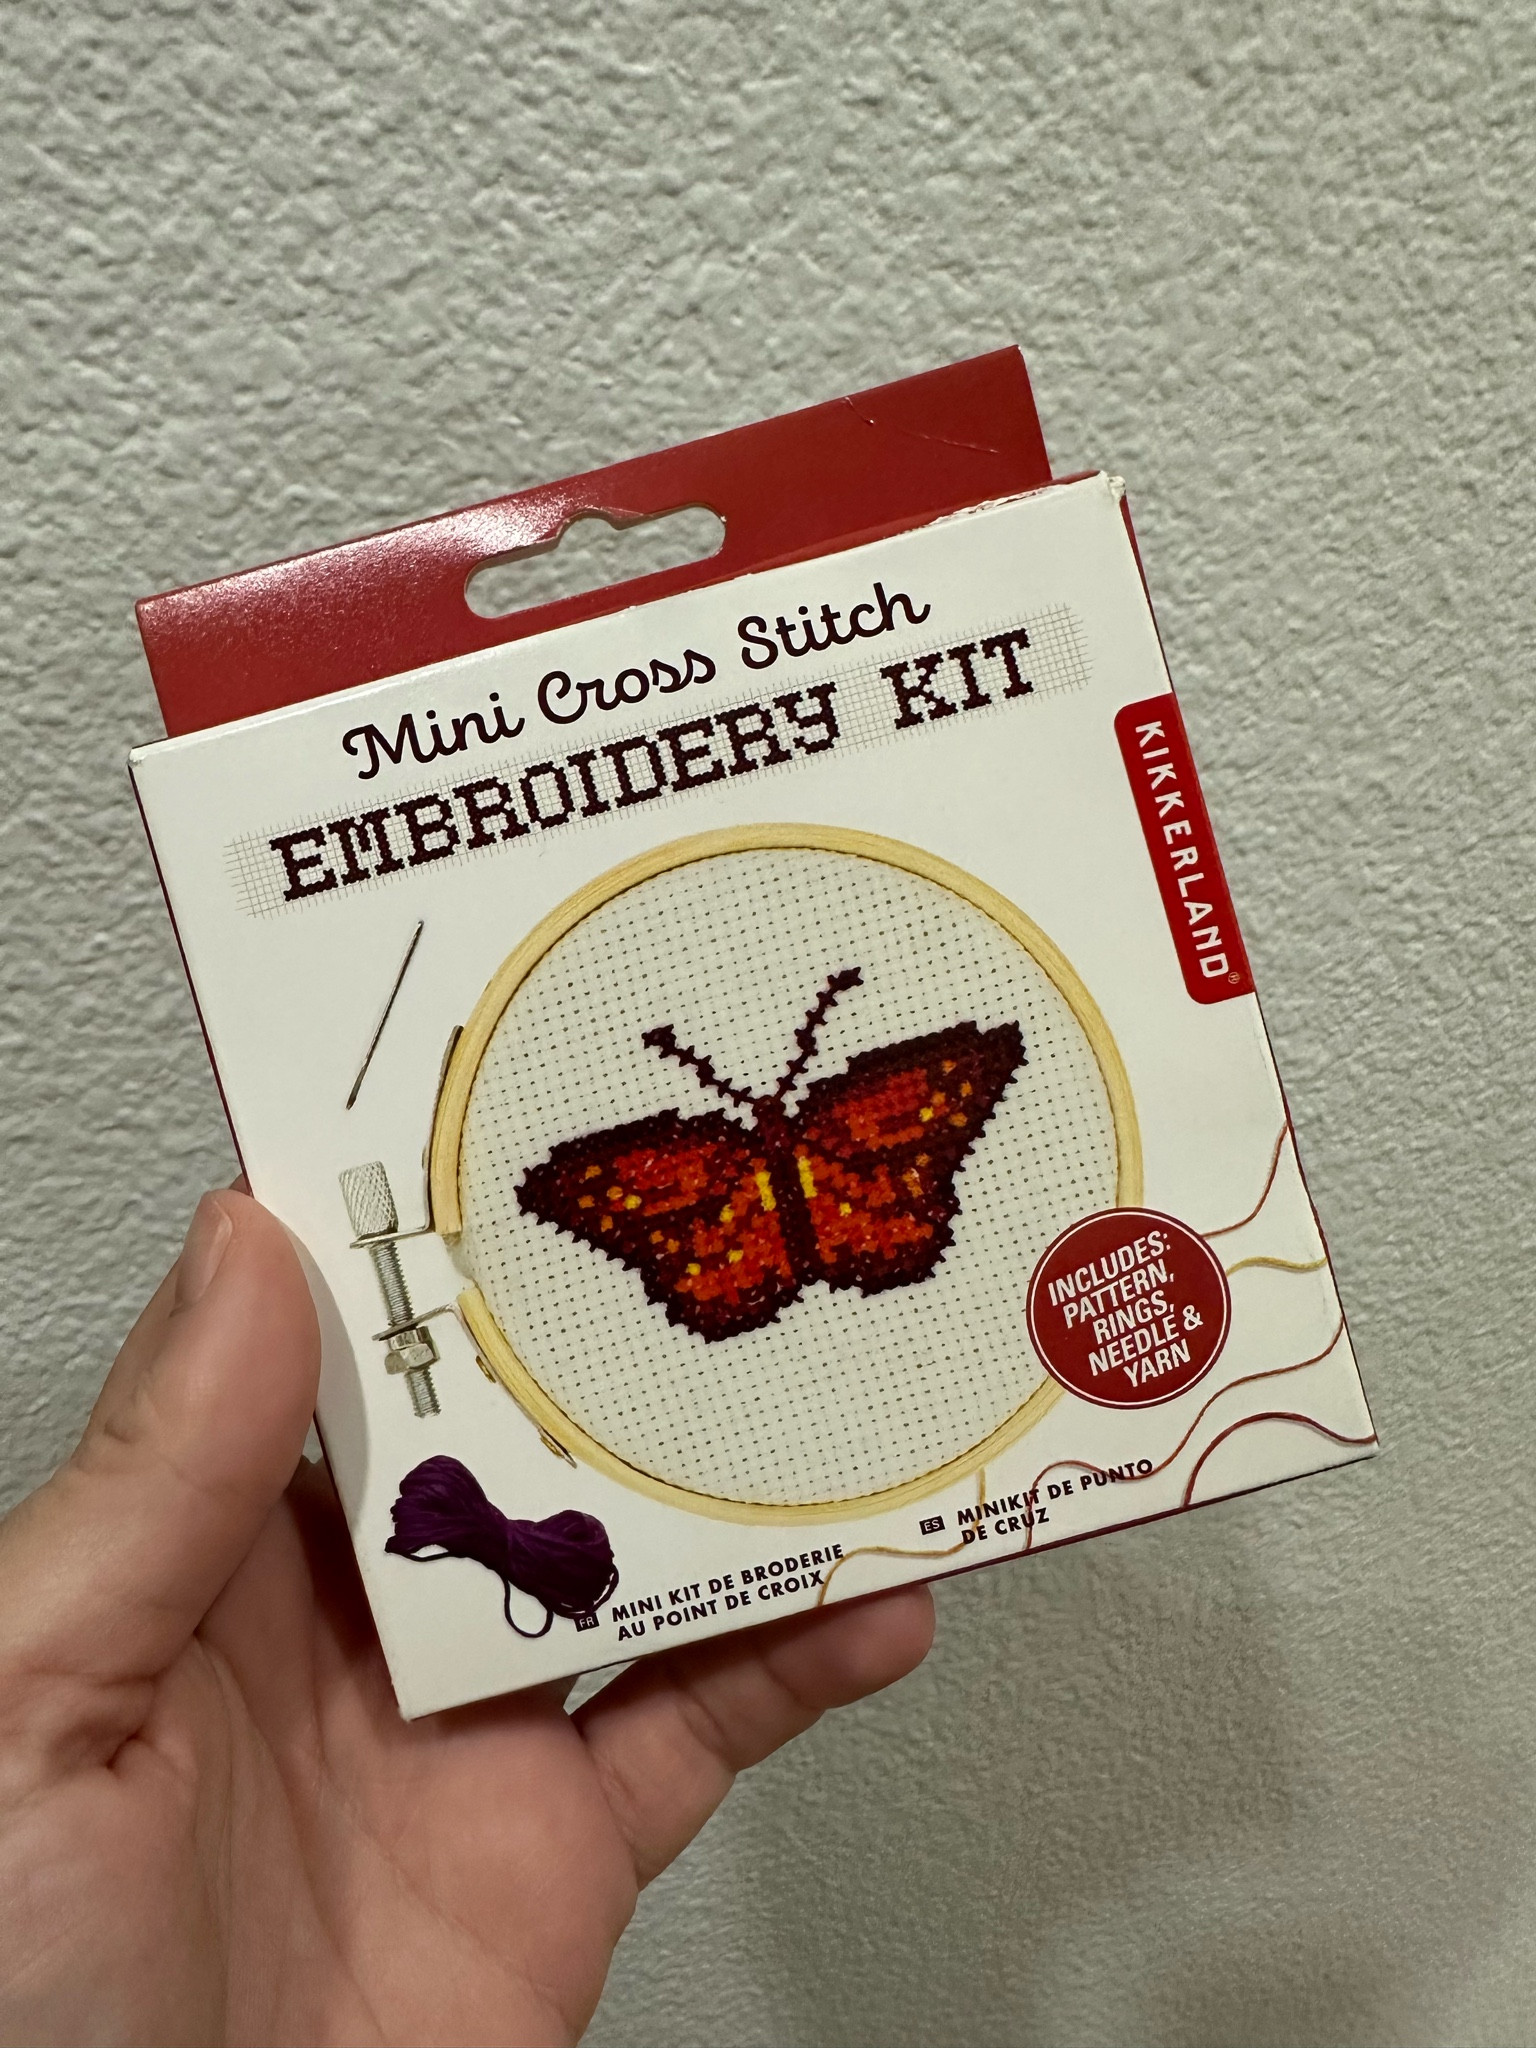 Mini Cross Stitch
EMBROIDERY KIT
KIKKERLAND®
INCLUDES:
PATTERN,
RINGS,
NEEDLE &
YARN
FR MINI KIT DE BRODERIE
AU POINT DE CROIX
ES MINIKIT DE PUNTO
DE CRUZ